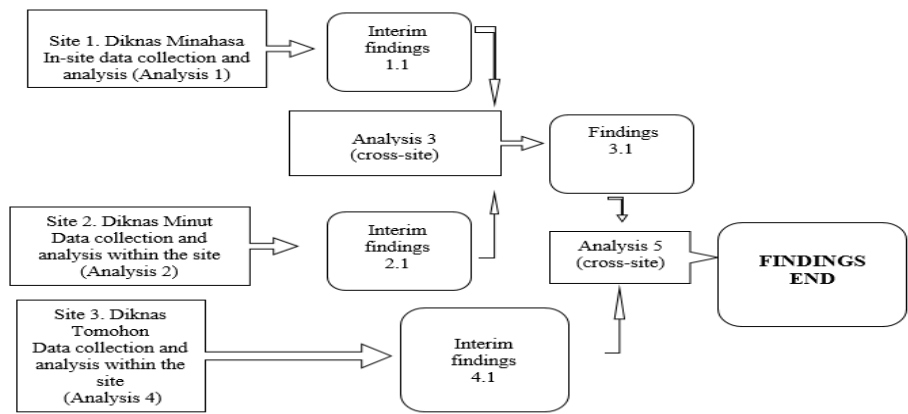 Site 1. Diknas Minahasa
In-site data collection and
analysis (Analysis 1)
Interim
findings
1.1
Analysis 3
(cross-site)
Findings
3.1
Site 2. Diknas Minut
Data collection and
analysis within the site
(Analysis 2)
Interim
findings
2.1
Analysis 5
(cross-site)
FINDINGS
END
Site 3. Diknas
Tomohon
Data collection and
analysis within the
site
(Analysis 4)
Interim
findings
4.1